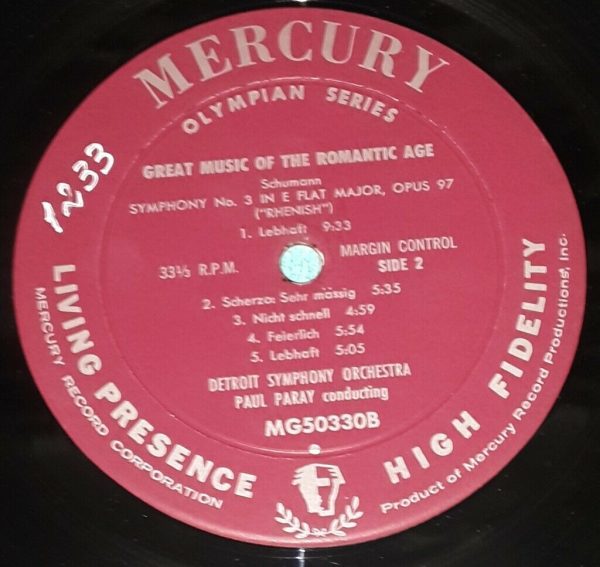 MERCURY
OLYMPIAN SERIES
GREAT MUSIC OF THE ROMANTIC AGE
Schumann
SYMPHONY No. 3 IN E FLAT MAJOR, OPUS 97
("RHENISH")
1. Lebhaft 9:33
33⅓ R.P.M.
MARGIN CONTROL
SIDE 2
2. Scherzo: Sehr mässig 5:35
3. Nicht schnell 4:59
4. Feierlich 5:54
5. Lebhaft 5:05
DETROIT SYMPHONY ORCHESTRA
PAUL PARAY conducting
MG50330B
1233
LIVING PRESENCE
MERCURY RECORD CORPORATION
HIGH FIDELITY
Product of Mercury Record Productions, Inc.